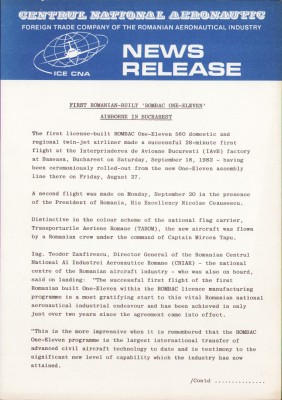 CENTRUL NATIONAL AERONAUTIC
FOREIGN TRADE COMPANY OF THE ROMANIAN AERONAUTICAL INDUSTRY
ICE CNA
NEWS
RELEASE
FIRST ROMANIAN-BUILT 'ROMBAC ONE-ELEVEN'
AIRBORNE IN BUCHAREST
The first license-built ROMBAC One-Eleven 560 domestic and
regional twin-jet airliner made a successful 28-minute first
flight at the Interprinderea de Avioane Bucuresti (IAvB) factory
at Baneasa, Bucharest on Saturday, September 18, 1982 - having
been ceremoniously rolled-out from the new One-Eleven assembly
line there on Friday, August 27.
A second flight was made on Monday, September 20 in the presence
of the President of Romania, His Excellency Nicolae Ceausescu.
Distinctive in the colour scheme of the national flag carrier,
Transporturile Aeriene Romane (TAROM), the new aircraft was flown
by a Romanian crew under the command of Captain Mircea Tapu.
Ing. Teodor Zanfirescu, Director General of the Romanian Centrul
National Al Industriei Aeronautice Romane (CNIAR) - the national
centre of the Romanian aircraft industry - who was also on board,
said on landing: "The successful first flight of the first
Romanian built One-Eleven within the ROMBAC licence manufacturing
programme is a most gratifying start to this vital Romanian national
aeronautical industrial endeavour and has been achieved in only
just over two years since the agreement came into effect.
"This is the more impressive when it is remembered that the ROMBAC
One-Eleven programme is the largest international transfer of
advanced civil aircraft technology to date and is testimony to the
significant new level of capability which the industry has now
attained.
/Contd ...............